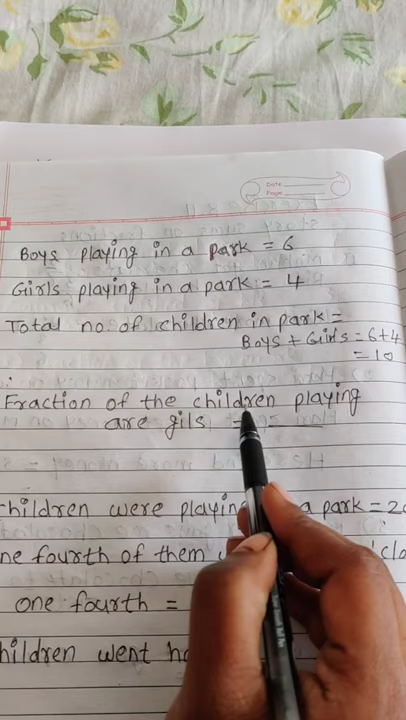 Date
Page
Boys playing in a park = 6
Girls playing in a park = 4
Total no. of children in park =
Boys + Girls = 6+4
= 10
Fraction of the children playing
are gils =
children were playin a park = 2
ne fourth of them
one fourth =
hildren went